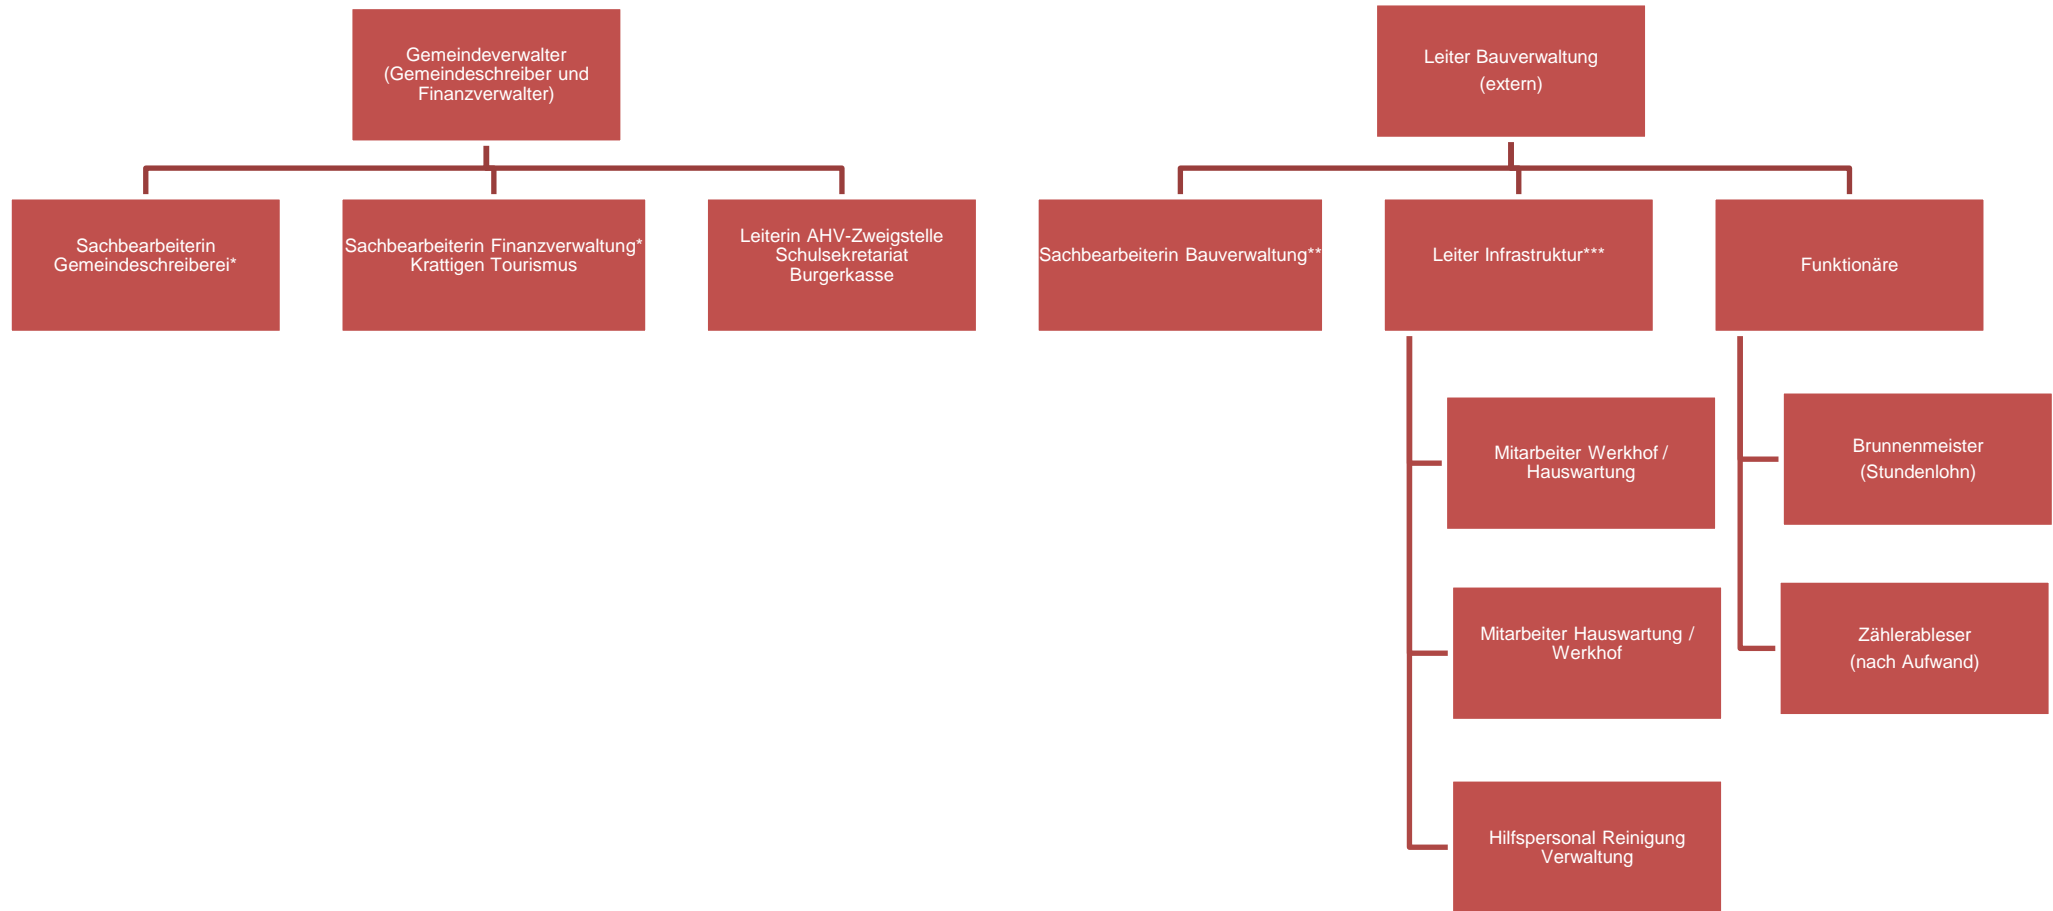 Gemeindeverwalter
(Gemeindeschreiber und
Finanzverwalter)
Leiter Bauverwaltung
(extern)
Sachbearbeiterin
Gemeindeschreiberei*
Sachbearbeiterin Finanzverwaltung*
Krattigen Tourismus
Leiterin AHV-Zweigstelle
Schulsekretariat
Burgerkasse
Sachbearbeiterin Bauverwaltung**
Leiter Infrastruktur***
Funktionäre
Mitarbeiter Werkhof /
Hauswartung
Brunnenmeister
(Stundenlohn)
Mitarbeiter Hauswartung /
Werkhof
Zählerableser
(nach Aufwand)
Hilfspersonal Reinigung
Verwaltung